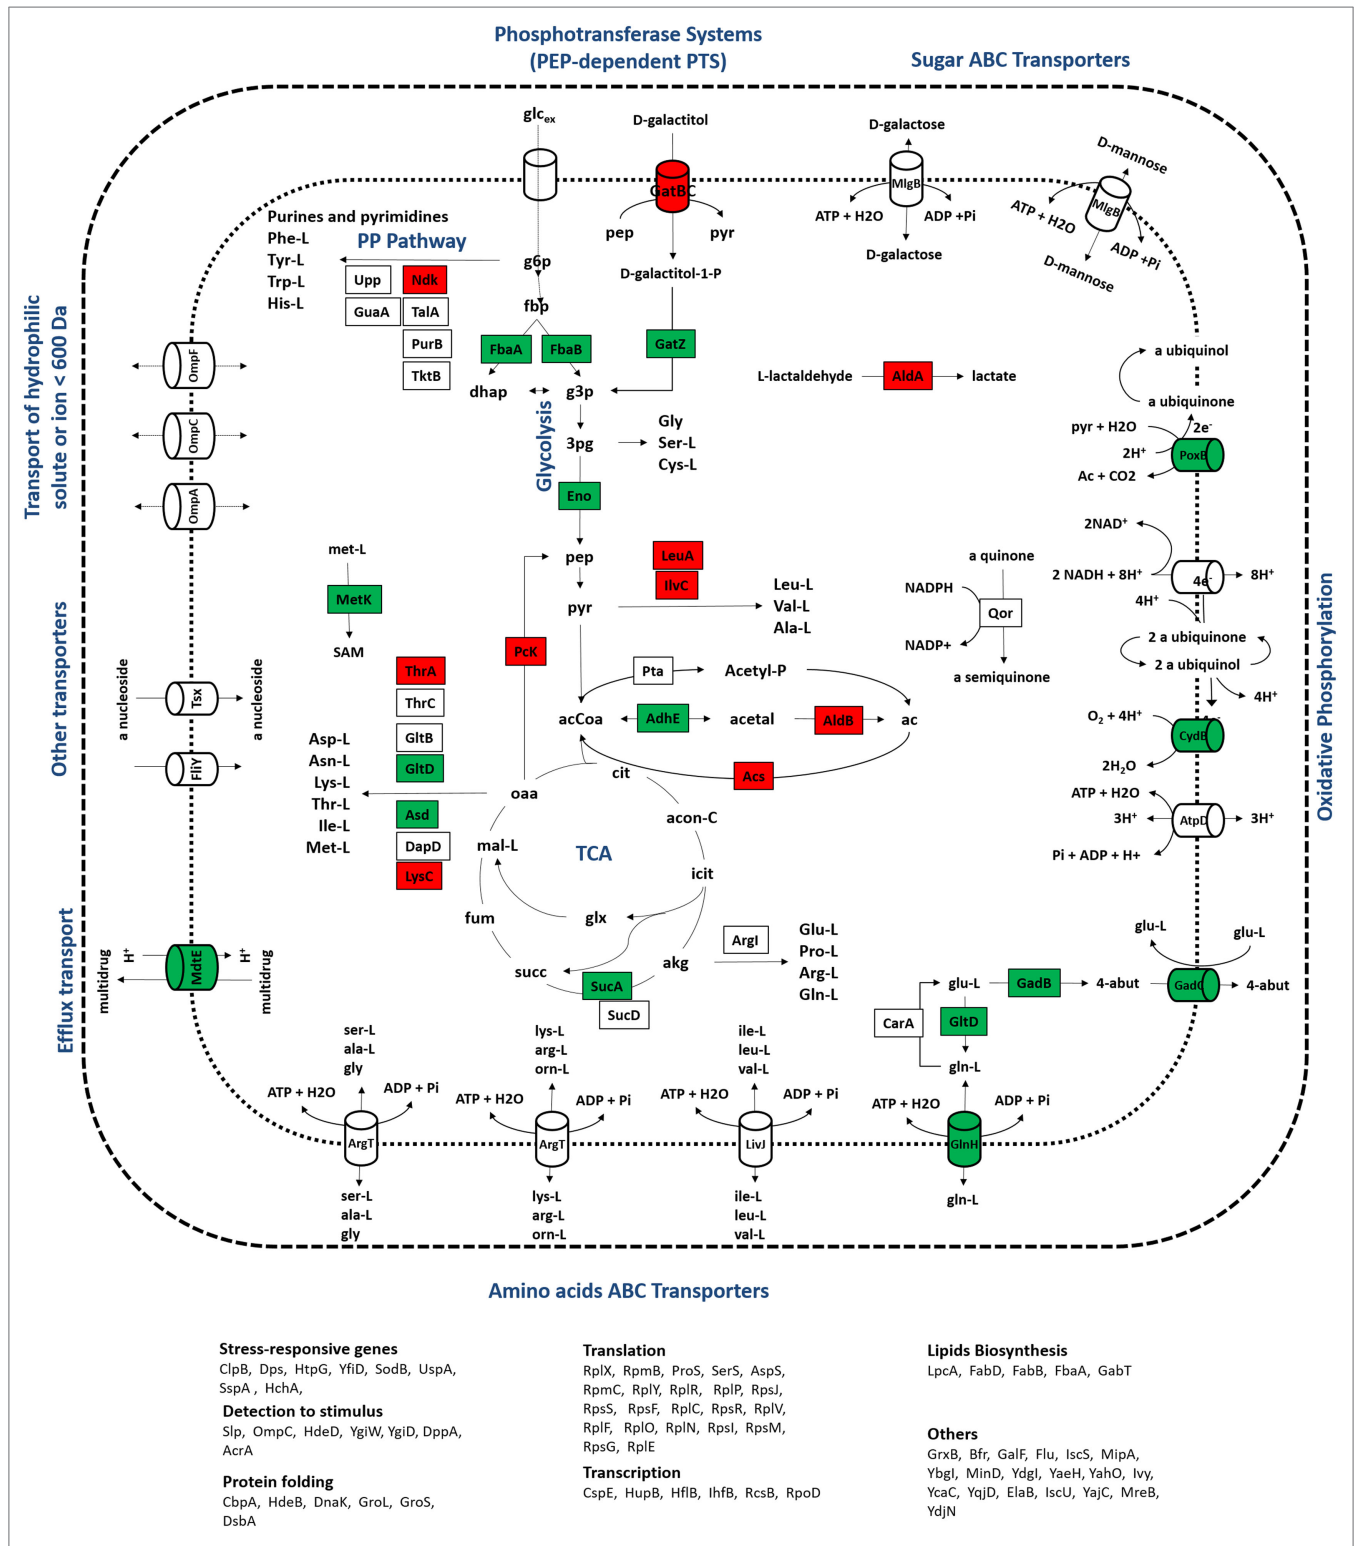 Phosphotransferase Systems
(PEP-dependent PTS)
Sugar ABC Transporters
glcex
D-galactitol
D-galactose
D-mannose
GatBC
MlgB
MlgB
ATP + H2O
ADP +Pi
ATP + H2O
ADP +Pi
pep
pyr
D-galactose
D-mannose
Purines and pyrimidines
Phe-L
Tyr-L
Trp-L
His-L
PP Pathway
g6p
D-galactitol-1-P
Upp
Ndk
GuaA
TalA
PurB
TktB
fbp
FbaA
FbaB
GatZ
dhap
g3p
Glycolysis
3pg
Gly
Ser-L
Cys-L
Eno
L-lactaldehyde
AldA
lactate
a ubiquinol
a ubiquinone
pyr + H2O
2e-
2H+
PoxB
Ac + CO2
Transport of hydrophilic
solute or ion < 600 Da
OmpF
OmpC
OmpA
met-L
MetK
SAM
pep
pyr
LeuA
IlvC
Leu-L
Val-L
Ala-L
PcK
a quinone
NADPH
Qor
NADP+
a semiquinone
2NAD+
2 NADH + 8H+
4e-
8H+
4H+
2 a ubiquinone
2 a ubiquinol
4H+
O2 + 4H+
CydB
2H2O
ATP + H2O
3H+
AtpD
3H+
Pi + ADP + H+
Oxidative Phosphorylation
Other transporters
a nucleoside
Tsx
a nucleoside
FliY
ThrA
ThrC
GltB
GltD
Asd
DapD
LysC
Asp-L
Asn-L
Lys-L
Thr-L
Ile-L
Met-L
Pta
Acetyl-P
acCoa
AdhE
acetal
AldB
ac
Acs
cit
oaa
acon-C
mal-L
TCA
icit
fum
glx
succ
akg
SucA
SucD
ArgI
Glu-L
Pro-L
Arg-L
Gln-L
Efflux transport
multidrug
H+
MdtE
H+
multidrug
glu-L
glu-L
glu-L
GadB
4-abut
GadC
4-abut
CarA
GltD
gln-L
ser-L
ala-L
gly
lys-L
arg-L
orn-L
ile-L
leu-L
val-L
ATP + H2O
ADP + Pi
ATP + H2O
ADP + Pi
ATP + H2O
ADP + Pi
ATP + H2O
ADP + Pi
ArgT
ArgT
LivJ
GlnH
ser-L
ala-L
gly
lys-L
arg-L
orn-L
ile-L
leu-L
val-L
gln-L
Amino acids ABC Transporters
Stress-responsive genes
ClpB, Dps, HtpG, YfiD, SodB, UspA,
SspA , HchA,
Detection to stimulus
Slp, OmpC, HdeD, YgiW, YgiD, DppA,
AcrA
Protein folding
CbpA, HdeB, DnaK, GroL, GroS,
DsbA
Translation
RplX, RpmB, ProS, SerS, AspS,
RpmC, RplY, RplR, RplP, RpsJ,
RpsS, RpsF, RplC, RpsR, RplV,
RplF, RplO, RplN, RpsI, RpsM,
RpsG, RplE
Transcription
CspE, HupB, HflB, IhfB, RcsB, RpoD
Lipids Biosynthesis
LpcA, FabD, FabB, FbaA, GabT
Others
GrxB, Bfr, GalF, Flu, IscS, MipA,
YbgI, MinD, YdgI, YaeH, YahO, Ivy,
YcaC, YqjD, ElaB, IscU, YajC, MreB,
YdjN